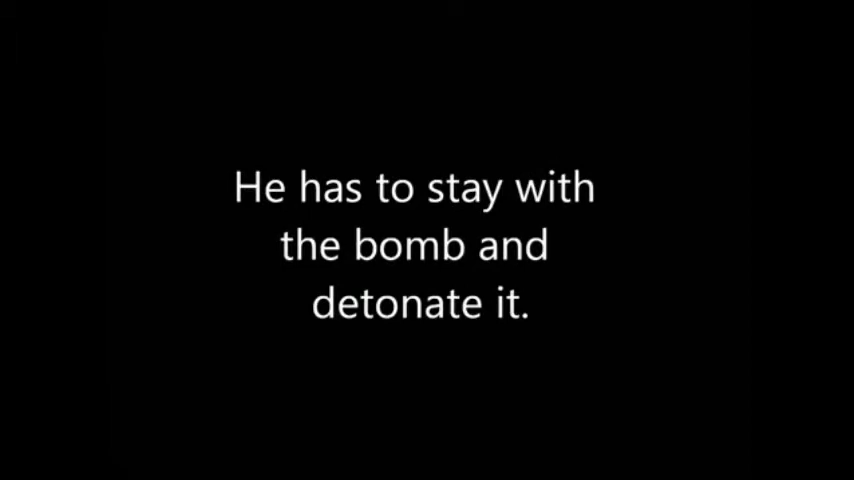 He has to stay with
the bomb and
detonate it.